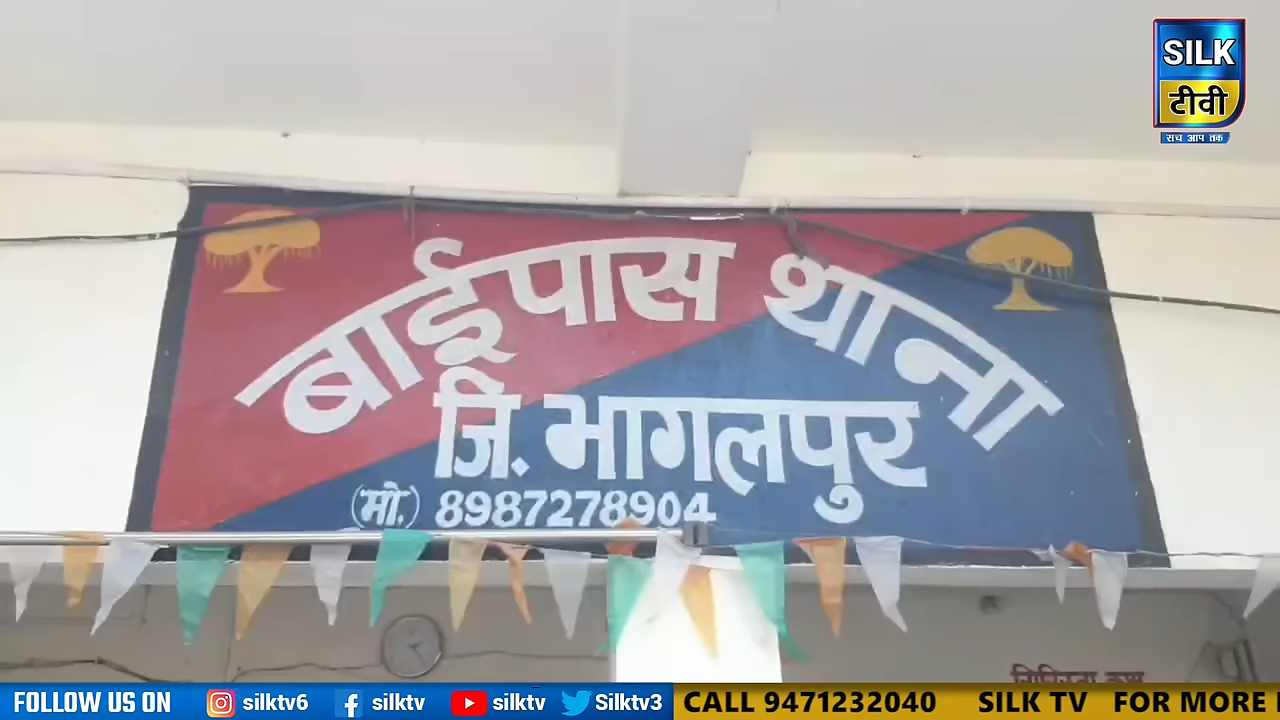 SILK
टीवी
सच आप तक
बाईपास थाना
जि. भागलपुर
(मो.) 8987278904
FOLLOW US ON silktv6 silktv silktv Silktv3 CALL 9471232040 SILK TV FOR MORE